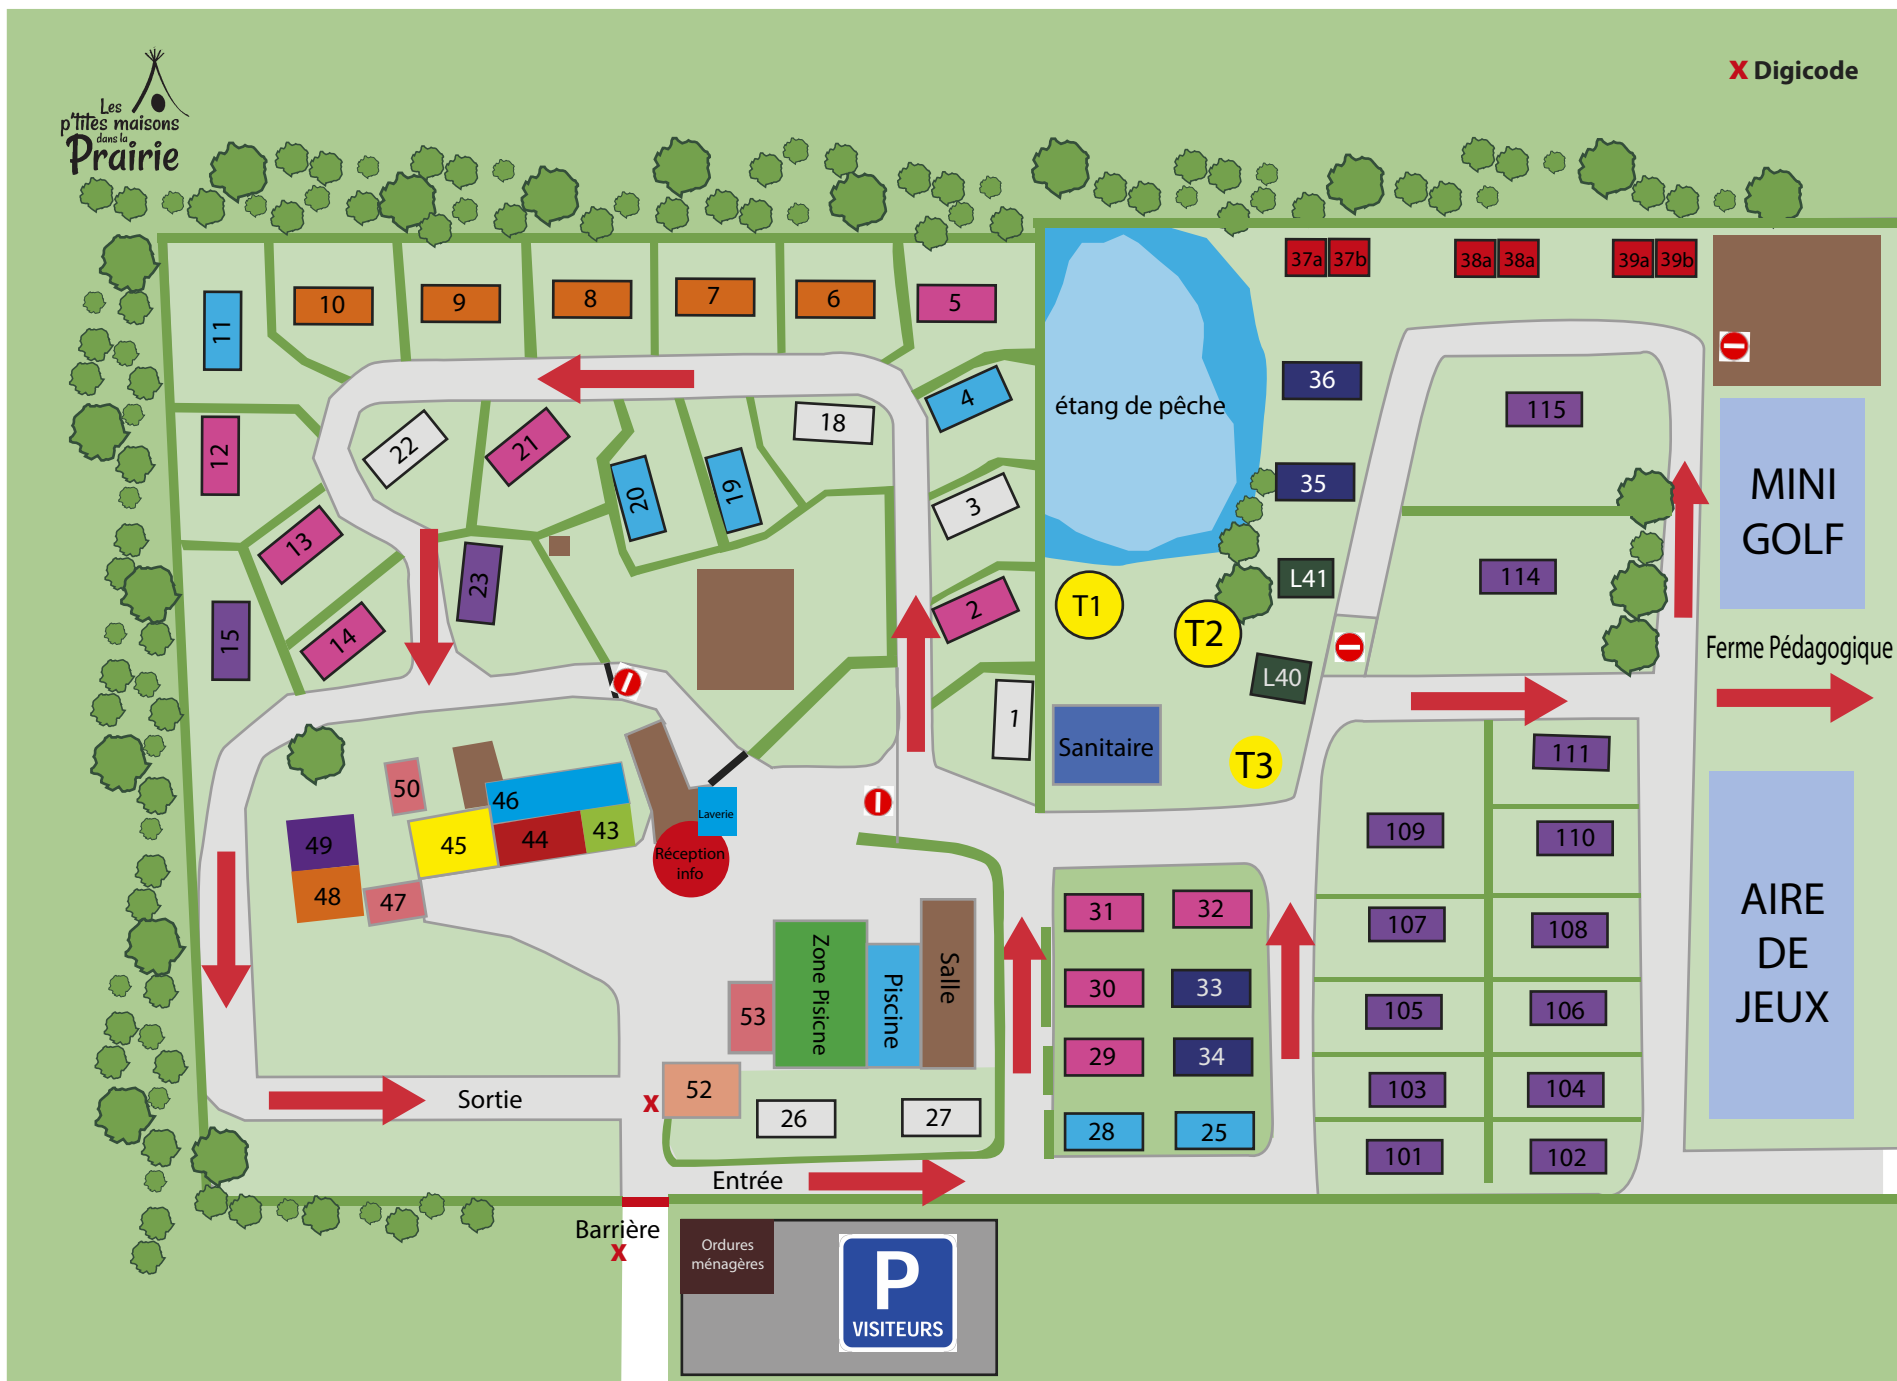 X Digicode
Les
p'tites maisons
dans la
Prairie
37a 37b
38a 38a
39a 39b
10
9
8
7
6
5
11
4
36
étang de pêche
115
18
22
21
12
20
19
3
35
MINI
GOLF
13
23
L41
114
T1
2
T2
15
14
Ferme Pédagogique
L40
1
Sanitaire
T3
111
50
46
Laverie
45
44
43
49
48
47
Réception
info
109
110
31
32
107
108
AIRE
DE
JEUX
Zone Pisicne
Piscine
Salle
53
30
33
105
106
29
34
52
X
Sortie
26
27
28
25
103
104
101
102
Entrée
Barrière
X
Ordures
ménagères
P
VISITEURS